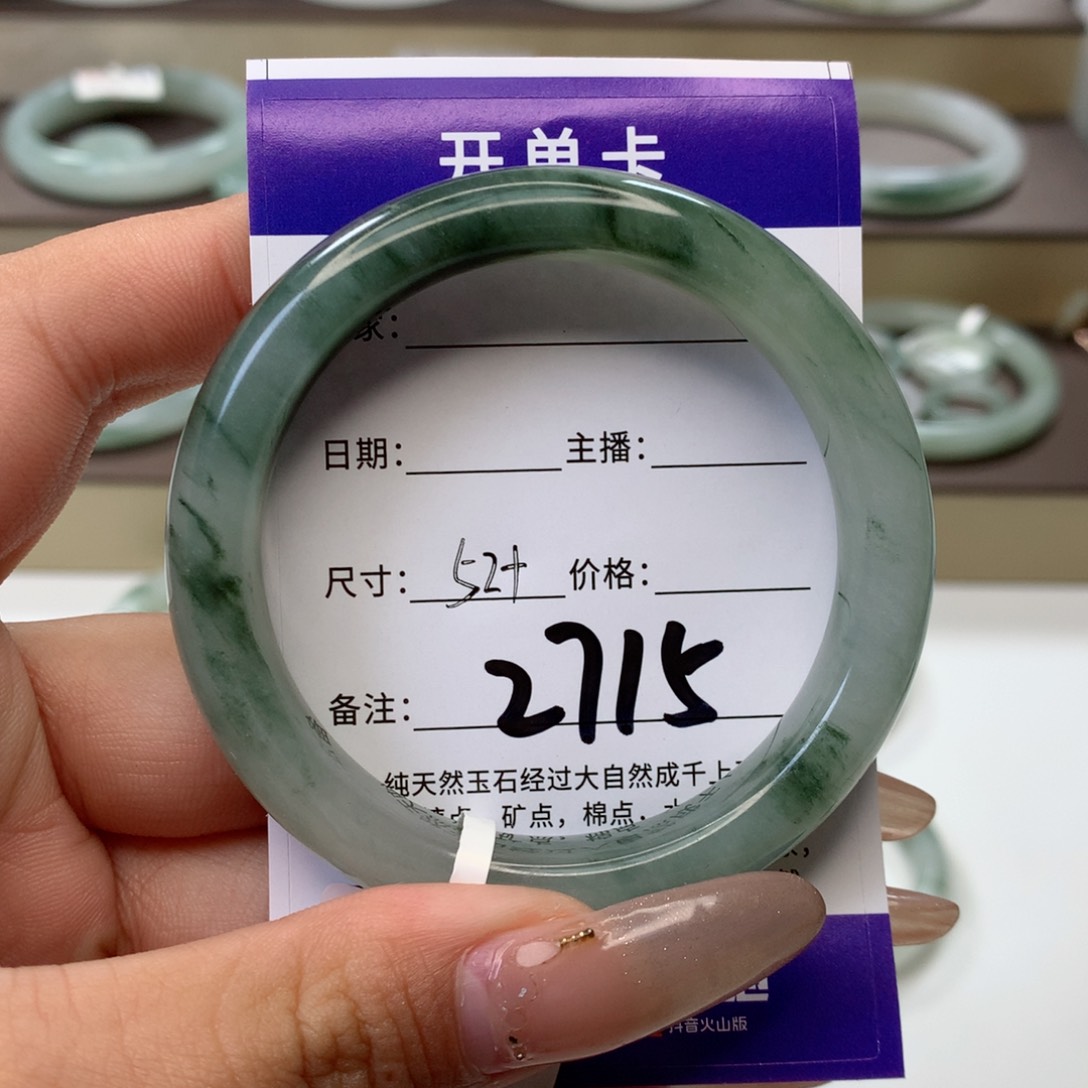 开单卡
家：
日期： 主播：
尺寸：52+ 价格：
备注：2715
纯天然玉石经过大自然成千上
矿点，棉点，
抖音火山版